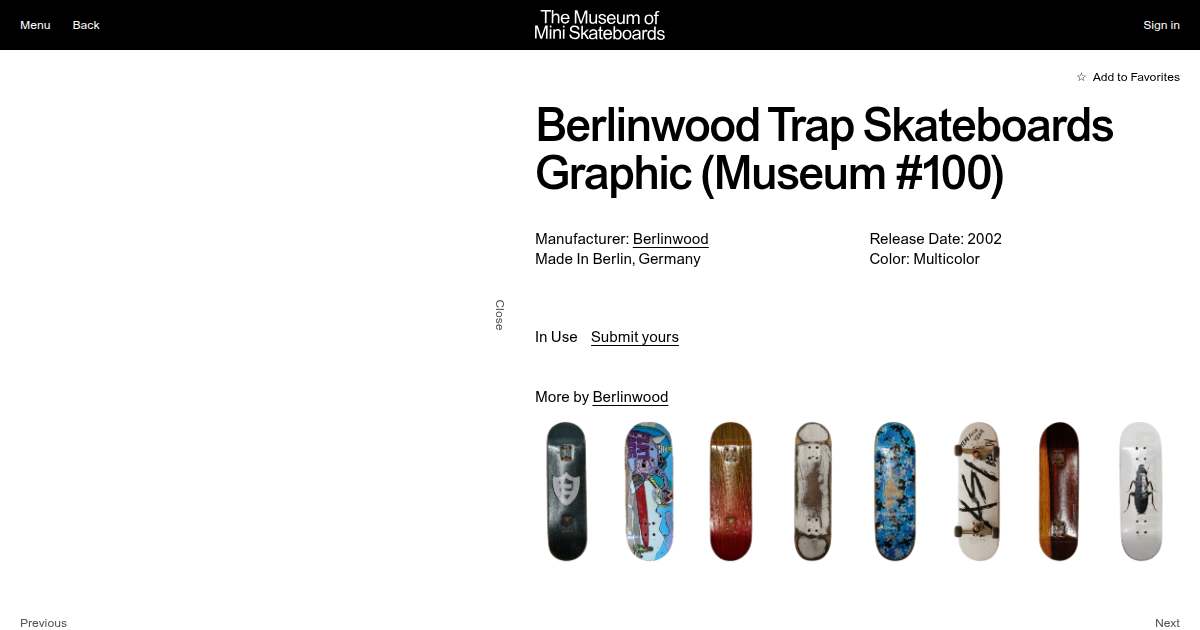 Menu
Back
The Museum of
Mini Skateboards
Sign in
☆ Add to Favorites
Berlinwood Trap Skateboards
Graphic (Museum #100)
Manufacturer: Berlinwood
Made In Berlin, Germany
Release Date: 2002
Color: Multicolor
Close
In Use
Submit yours
More by Berlinwood
Previous
Next